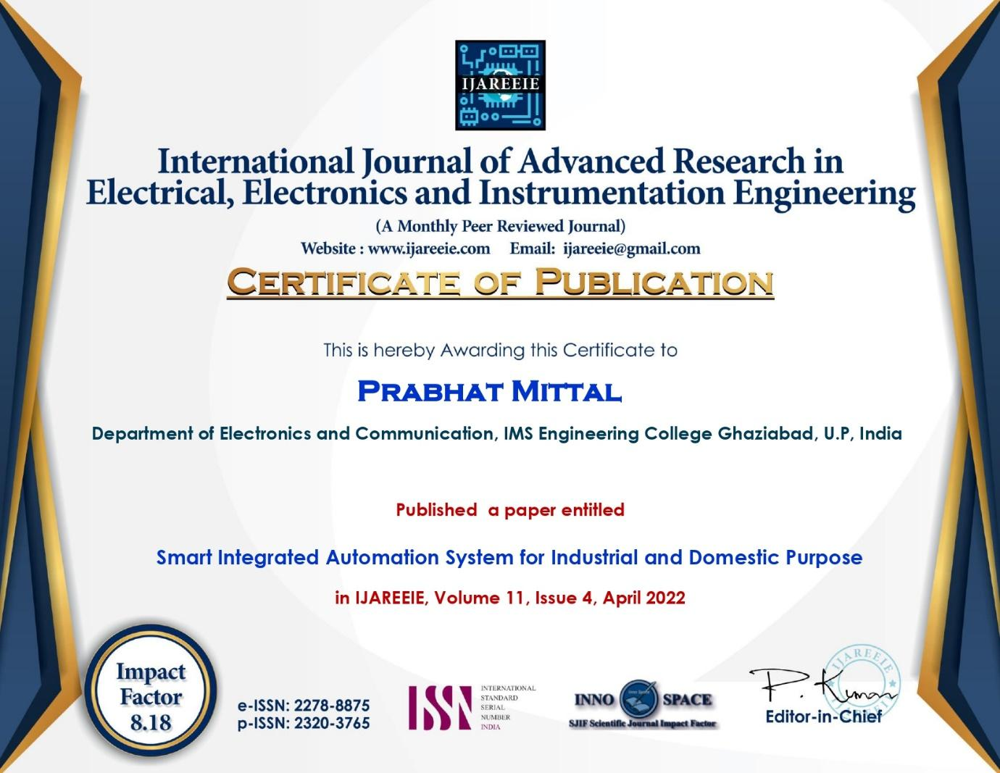 IJAREEIE
International Journal of Advanced Research in
Electrical, Electronics and Instrumentation Engineering
(A Monthly Peer Reviewed Journal)
Website : www.ijareeie.com Email: ijareeie@gmail.com
CERTIFICATE OF PUBLICATION
This is hereby Awarding this Certificate to
PRABHAT MITTAL
Department of Electronics and Communication, IMS Engineering College Ghaziabad, U.P, India
Published a paper entitled
Smart Integrated Automation System for Industrial and Domestic Purpose
in IJAREEIE, Volume 11, Issue 4, April 2022
Impact
Factor
8.18
e-ISSN: 2278-8875
p-ISSN: 2320-3765
ISSN
INTERNATIONAL
STANDARD
SERIAL
NUMBER
INDIA
INNO SPACE
Inno Space
SJIF Scientific Journal Impact Factor
IJAREEIE
P. Kumar
Editor-in-Chief